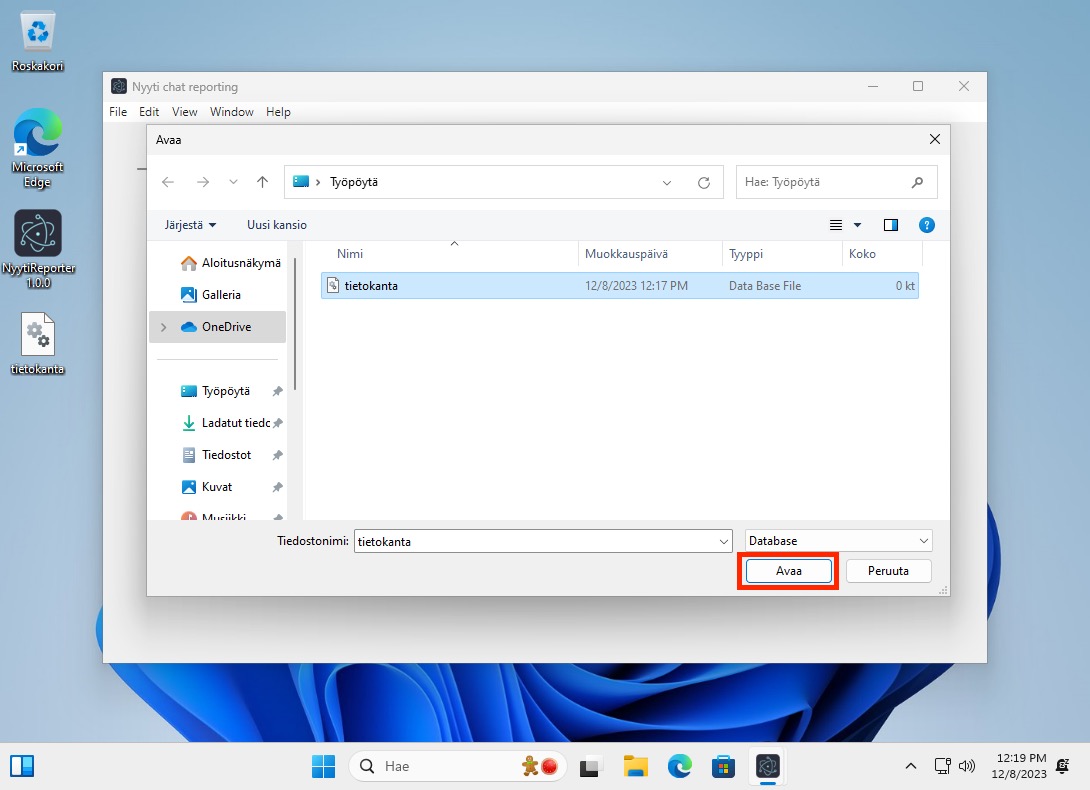 Roskakori
Microsoft
Edge
NyytiReporter
1.0.0
tietokanta
Nyyti chat reporting
File Edit View Window Help
Avaa
Työpöytä
Hae: Työpöytä
Järjestä Uusi kansio
Nimi Muokkauspäivä Tyyppi Koko
tietokanta 12/8/2023 12:17 PM Data Base File 0 kt
Aloitusnäkymä
Galleria
OneDrive
Työpöytä
Ladatut tiedo
Tiedostot
Kuvat
Musiikki
Tiedostonimi: tietokanta Database
Avaa Peruuta
Hae
12:19 PM
12/8/2023